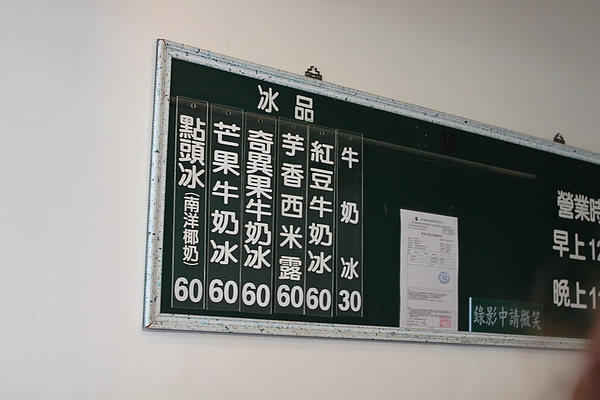 冰品
牛奶冰 30
紅豆牛奶冰 60
芋香西米露 60
奇異果牛奶冰 60
芒果牛奶冰 60
點頭冰(南洋椰奶) 60
營業時
早上12
晚上11
錄影中請微笑